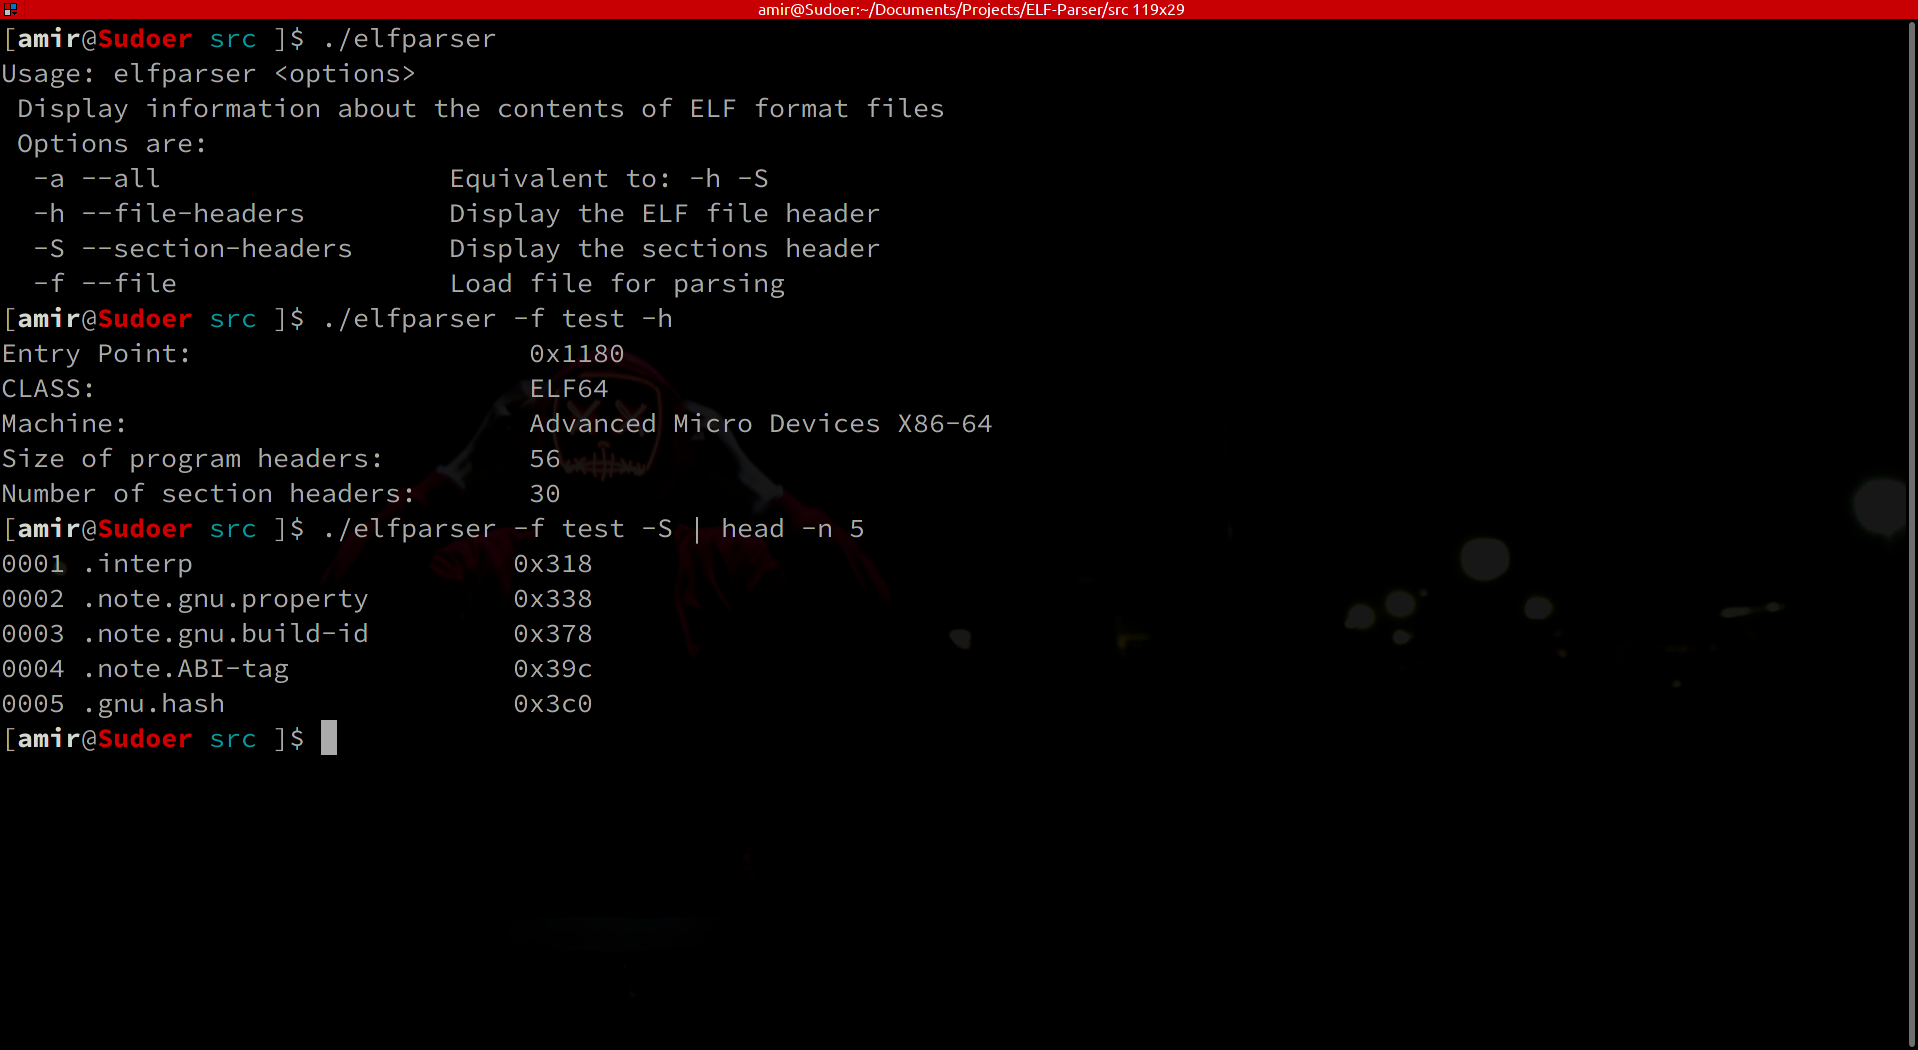 amir@Sudoer:~/Documents/Projects/ELF-Parser/src 119x29
[amir@Sudoer src ]$ ./elfparser
Usage: elfparser <options>
 Display information about the contents of ELF format files
 Options are:
  -a --all                  Equivalent to: -h -S
  -h --file-headers         Display the ELF file header
  -S --section-headers      Display the sections header
  -f --file                 Load file for parsing
[amir@Sudoer src ]$ ./elfparser -f test -h
Entry Point:                     0x1180
CLASS:                           ELF64
Machine:                         Advanced Micro Devices X86-64
Size of program headers:         56
Number of section headers:       30
[amir@Sudoer src ]$ ./elfparser -f test -S | head -n 5
0001 .interp                    0x318
0002 .note.gnu.property         0x338
0003 .note.gnu.build-id         0x378
0004 .note.ABI-tag              0x39c
0005 .gnu.hash                  0x3c0
[amir@Sudoer src ]$